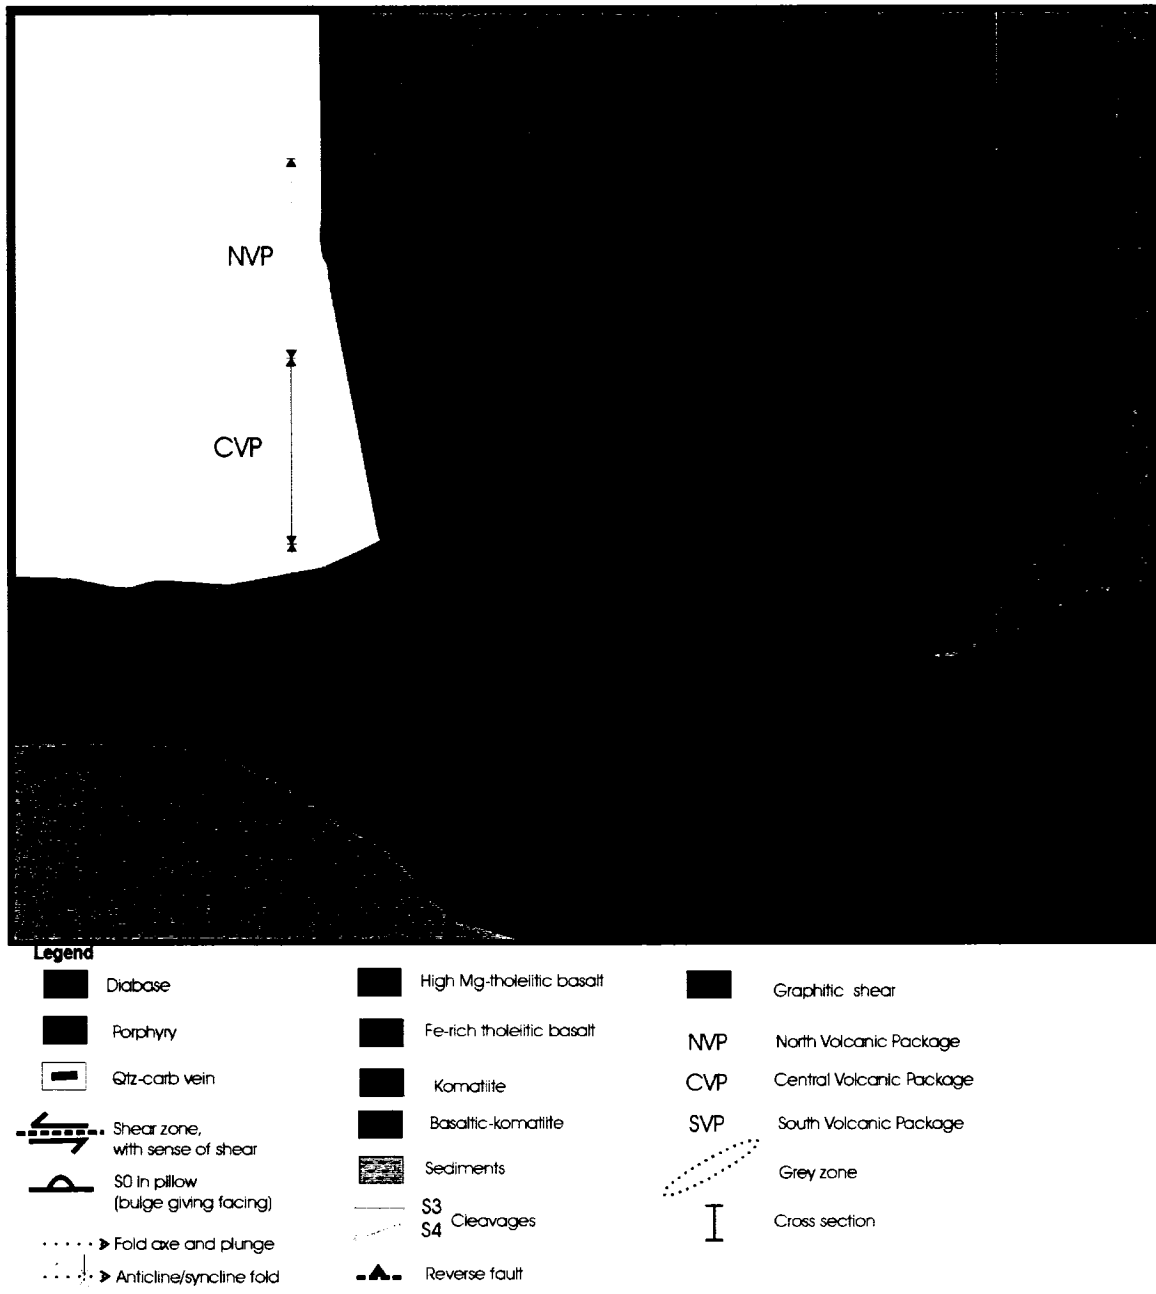 NVP
CVP
Legend
Diabase
Porphyry
Qtz-carb vein
Shear zone,
with sense of shear
S0 in pillow
(bulge giving facing)
Fold axe and plunge
Anticline/syncline fold
High Mg-tholeiitic basalt
Fe-rich tholeiitic basalt
Komatiite
Basaltic-komatiite
Sediments
S3
S4 Cleavages
Reverse fault
Graphitic shear
NVP North Volcanic Package
CVP Central Volcanic Package
SVP South Volcanic Package
Grey zone
Cross section